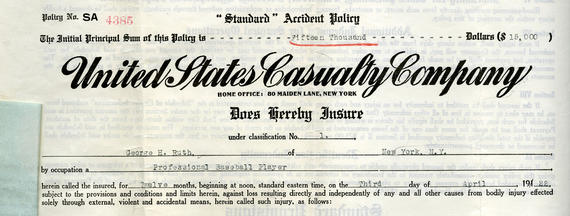 Policy No. SA 4385 "Standard" Accident Policy
The Initial Principal Sum of this Policy is Fifteen Thousand Dollars ($ 15,000 )
United States Casualty Company
HOME OFFICE: 80 MAIDEN LANE, NEW YORK
Does Hereby Insure
under classification No. 1.
George H. Ruth, of New York, N.Y.
by occupation a Professional Baseball Player
herein called the insured, for Twelve months, beginning at noon, standard eastern time, on the Third day of April 19 22,
subject to the provisions and conditions and limits herein, against loss resulting directly and independently of any and all other causes from bodily injury effected
solely through external, violent and accidental means, herein called such injury, as follows: